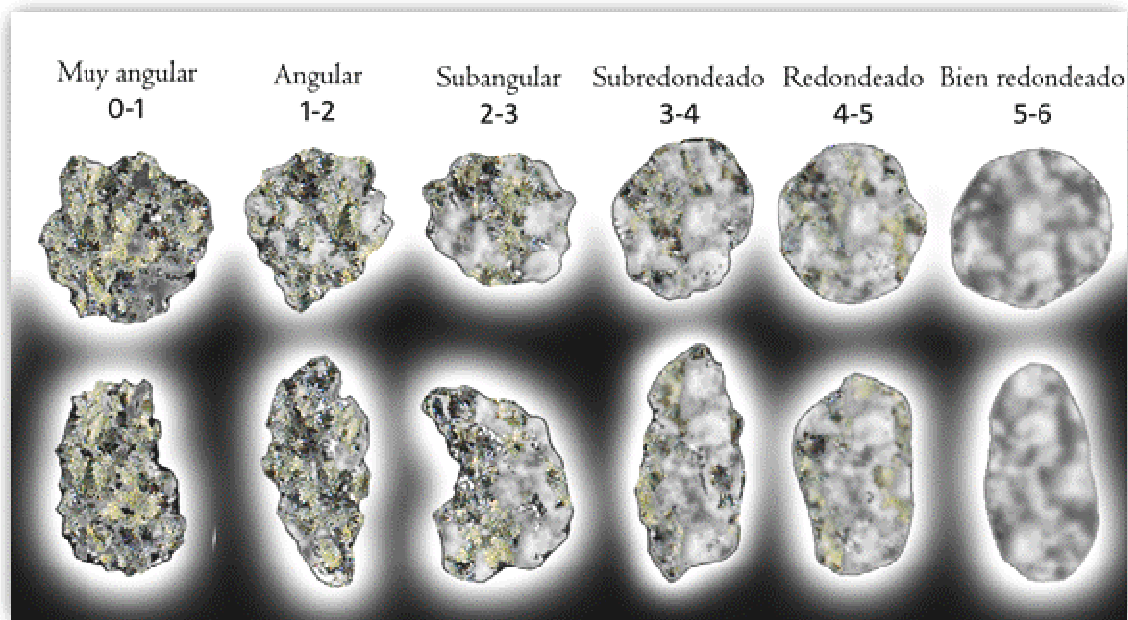 Muy angular
0-1
Angular
1-2
Subangular
2-3
Subredondeado
3-4
Redondeado
4-5
Bien redondeado
5-6